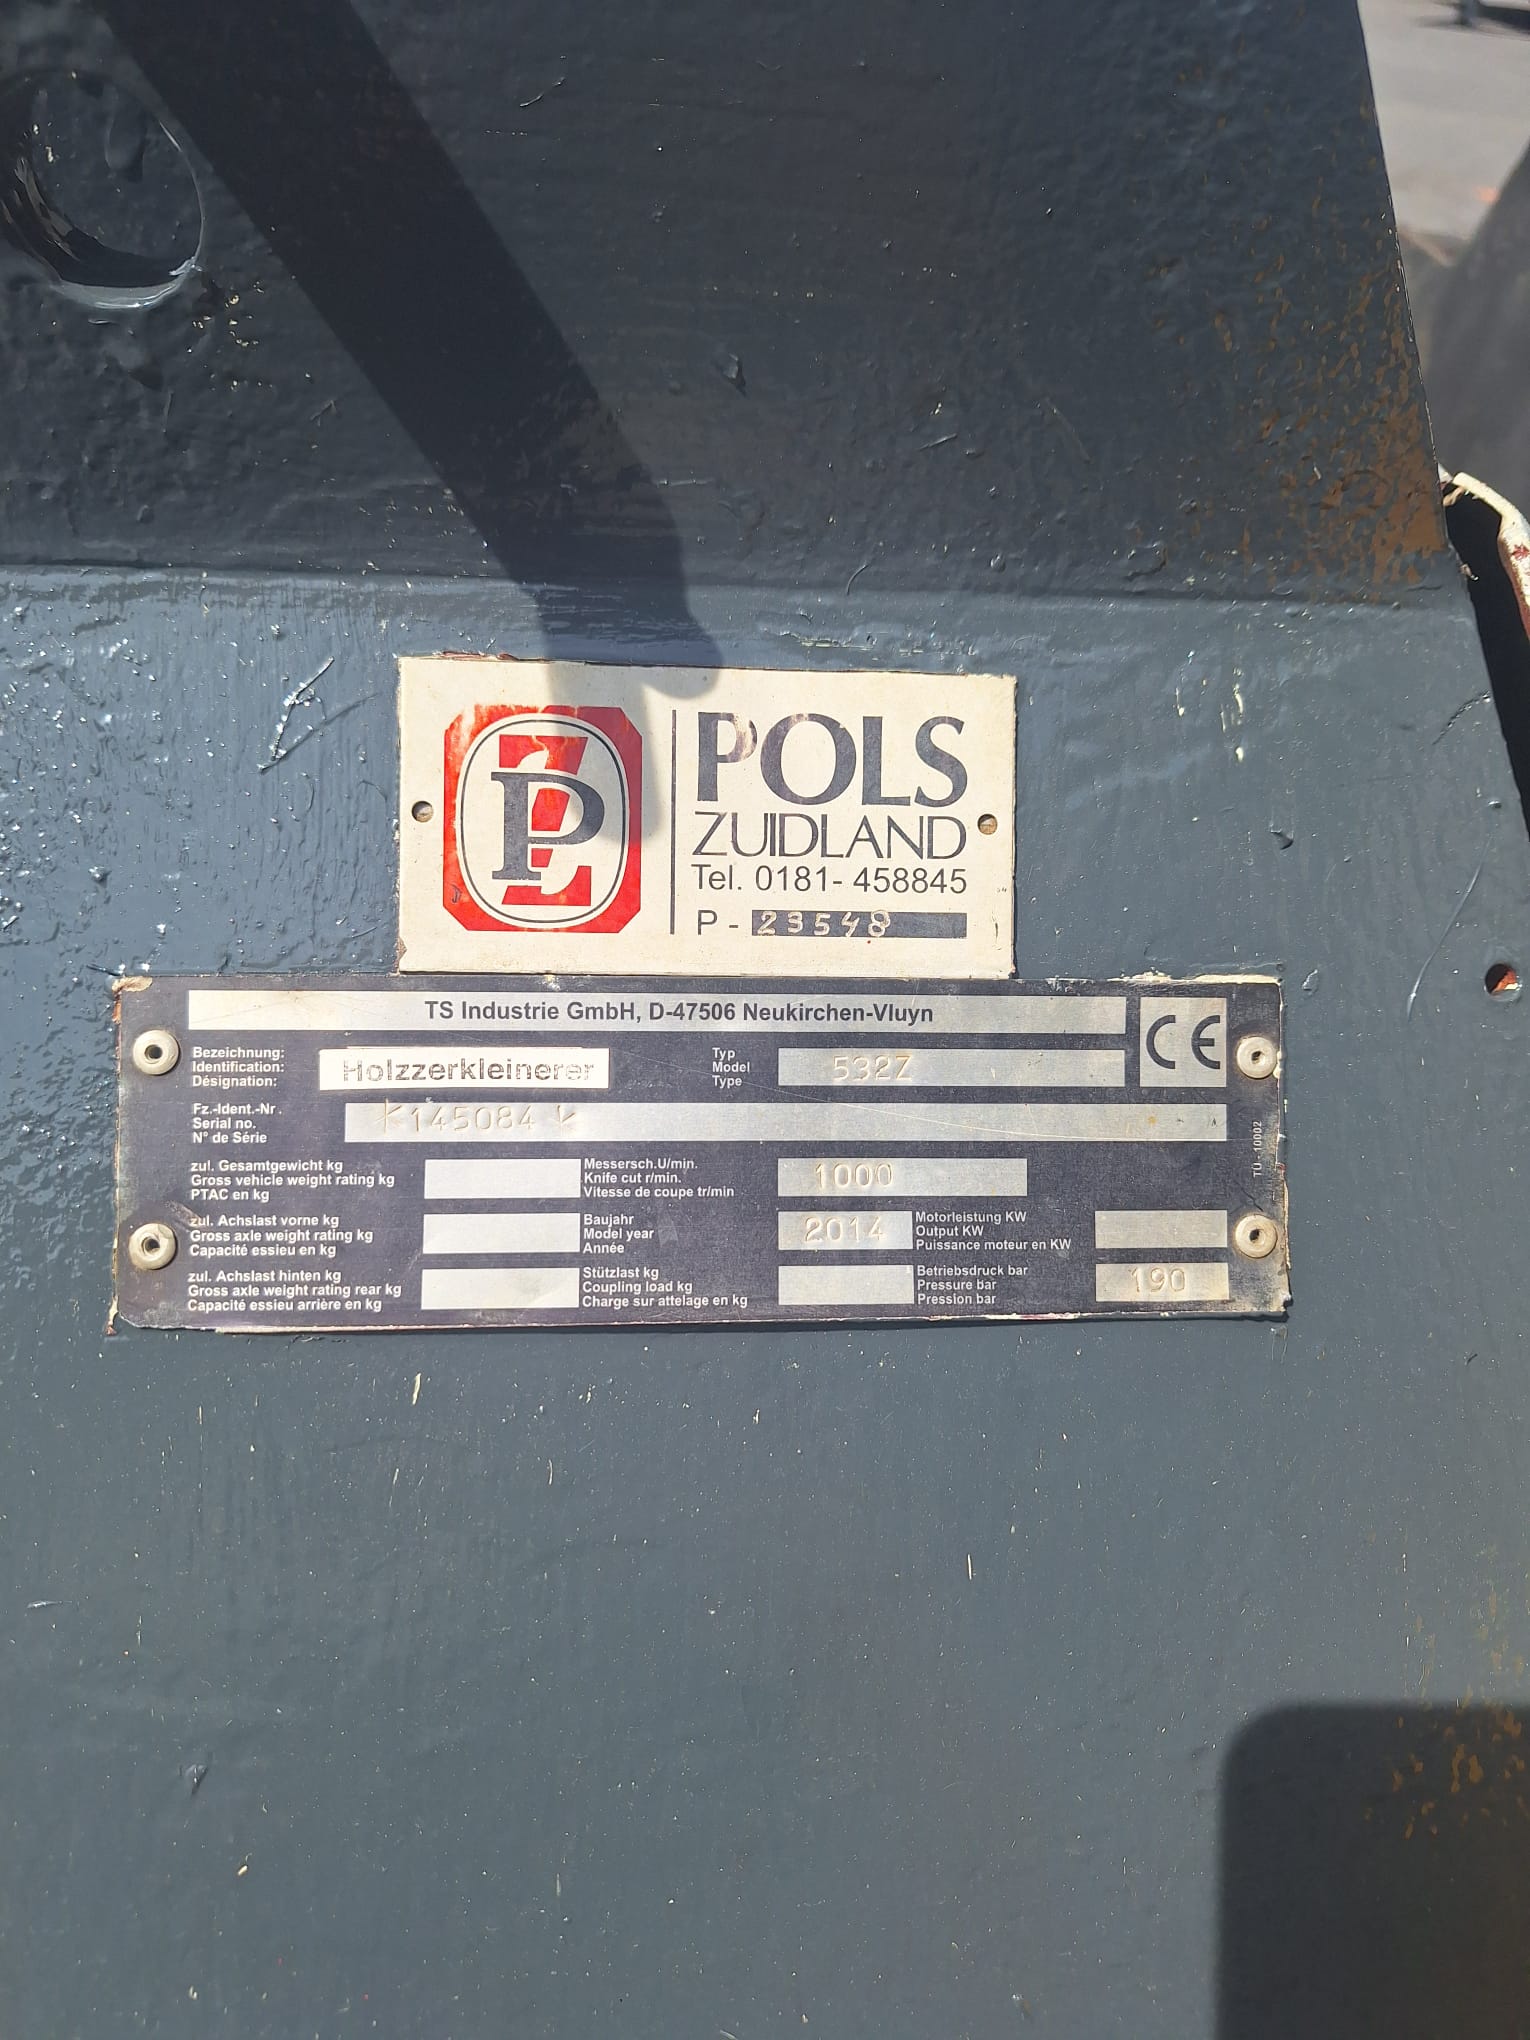 PZ
POLS
ZUIDLAND
Tel. 0181-458845
P - 23548
TS Industrie GmbH, D-47506 Neukirchen-Vluyn
CE
Bezeichnung:
Identification:
Désignation:
Holzzerkleinerer
Typ
Model
Type
532Z
Fz.-Ident.-Nr.
Serial no.
N° de Série
*145084*
TÜ - 10002
zul. Gesamtgewicht kg
Gross vehicle weight rating kg
PTAC en kg
Messersch.U/min.
Knife cut r/min.
Vitesse de coupe tr/min
1000
zul. Achslast vorne kg
Gross axle weight rating kg
Capacité essieu en kg
Baujahr
Model year
Année
2014
Motorleistung KW
Output KW
Puissance moteur en KW
zul. Achslast hinten kg
Gross axle weight rating rear kg
Capacité essieu arrière en kg
Stützlast kg
Coupling load kg
Charge sur attelage en kg
Betriebsdruck bar
Pressure bar
Pression bar
190